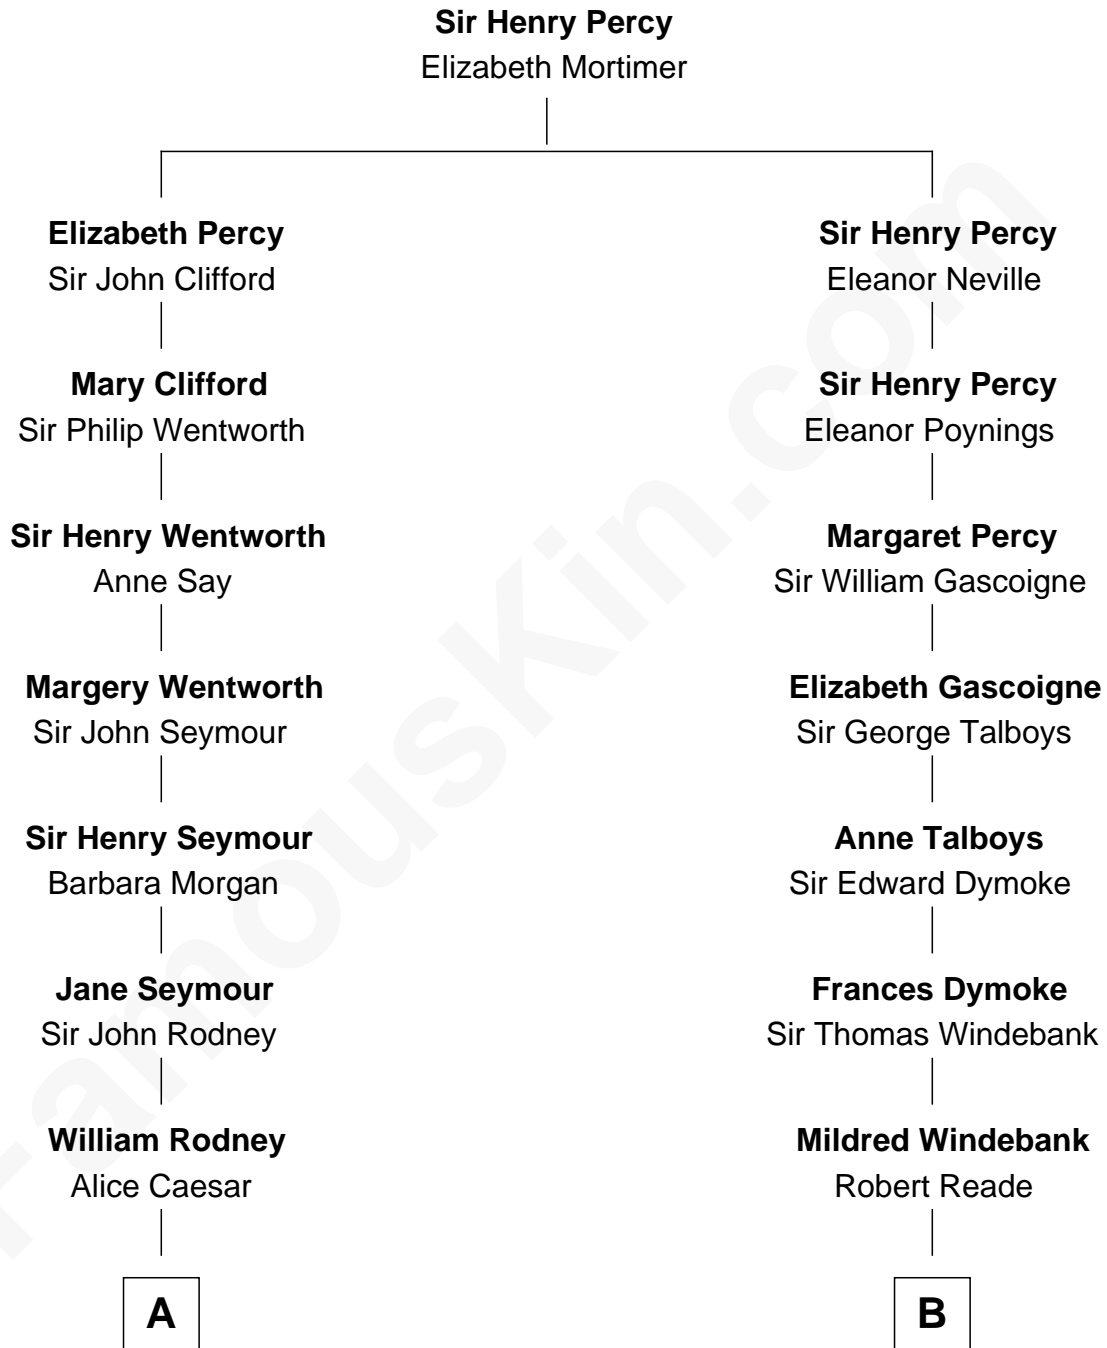 Sir Henry Percy
Elizabeth Mortimer
Elizabeth Percy
Sir John Clifford
Sir Henry Percy
Eleanor Neville
Mary Clifford
Sir Philip Wentworth
Sir Henry Percy
Eleanor Poynings
Sir Henry Wentworth
Anne Say
Margaret Percy
Sir William Gascoigne
Margery Wentworth
Sir John Seymour
Elizabeth Gascoigne
Sir George Talboys
Sir Henry Seymour
Barbara Morgan
Anne Talboys
Sir Edward Dymoke
Jane Seymour
Sir John Rodney
Frances Dymoke
Sir Thomas Windebank
William Rodney
Alice Caesar
Mildred Windebank
Robert Reade
A
B
FamousKin.com